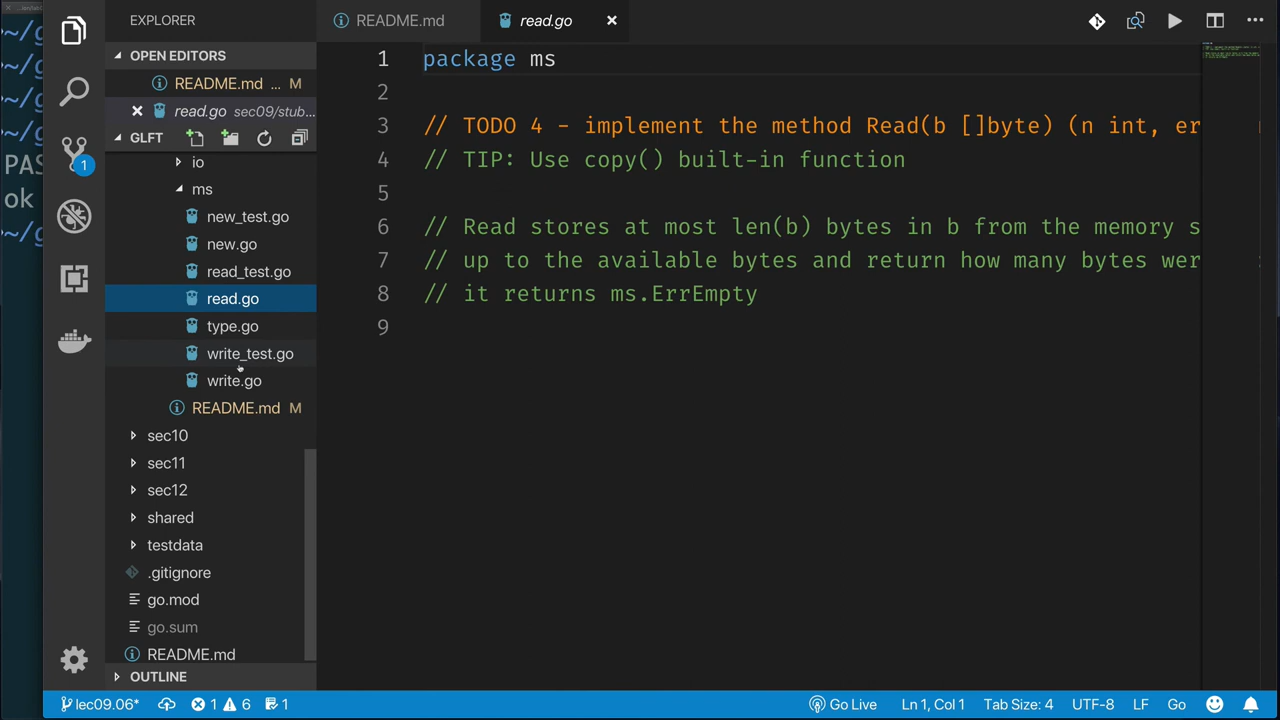 EXPLORER
README.md
read.go
OPEN EDITORS
README.md ... M
read.go sec09/stub...
GLFT
io
ms
new_test.go
new.go
read_test.go
read.go
type.go
write_test.go
write.go
README.md M
sec10
sec11
sec12
shared
testdata
.gitignore
go.mod
go.sum
README.md
OUTLINE
1
~/g
~/g
~/g
~/g
PAS
ok
~/g
1 package ms
2
3 // TODO 4 - implement the method Read(b []byte) (n int, er
4 // TIP: Use copy() built-in function
5
6 // Read stores at most len(b) bytes in b from the memory s
7 // up to the available bytes and return how many bytes wer
8 // it returns ms.ErrEmpty
9
lec09.06* 1 6 1 Go Live Ln 1, Col 1 Tab Size: 4 UTF-8 LF Go